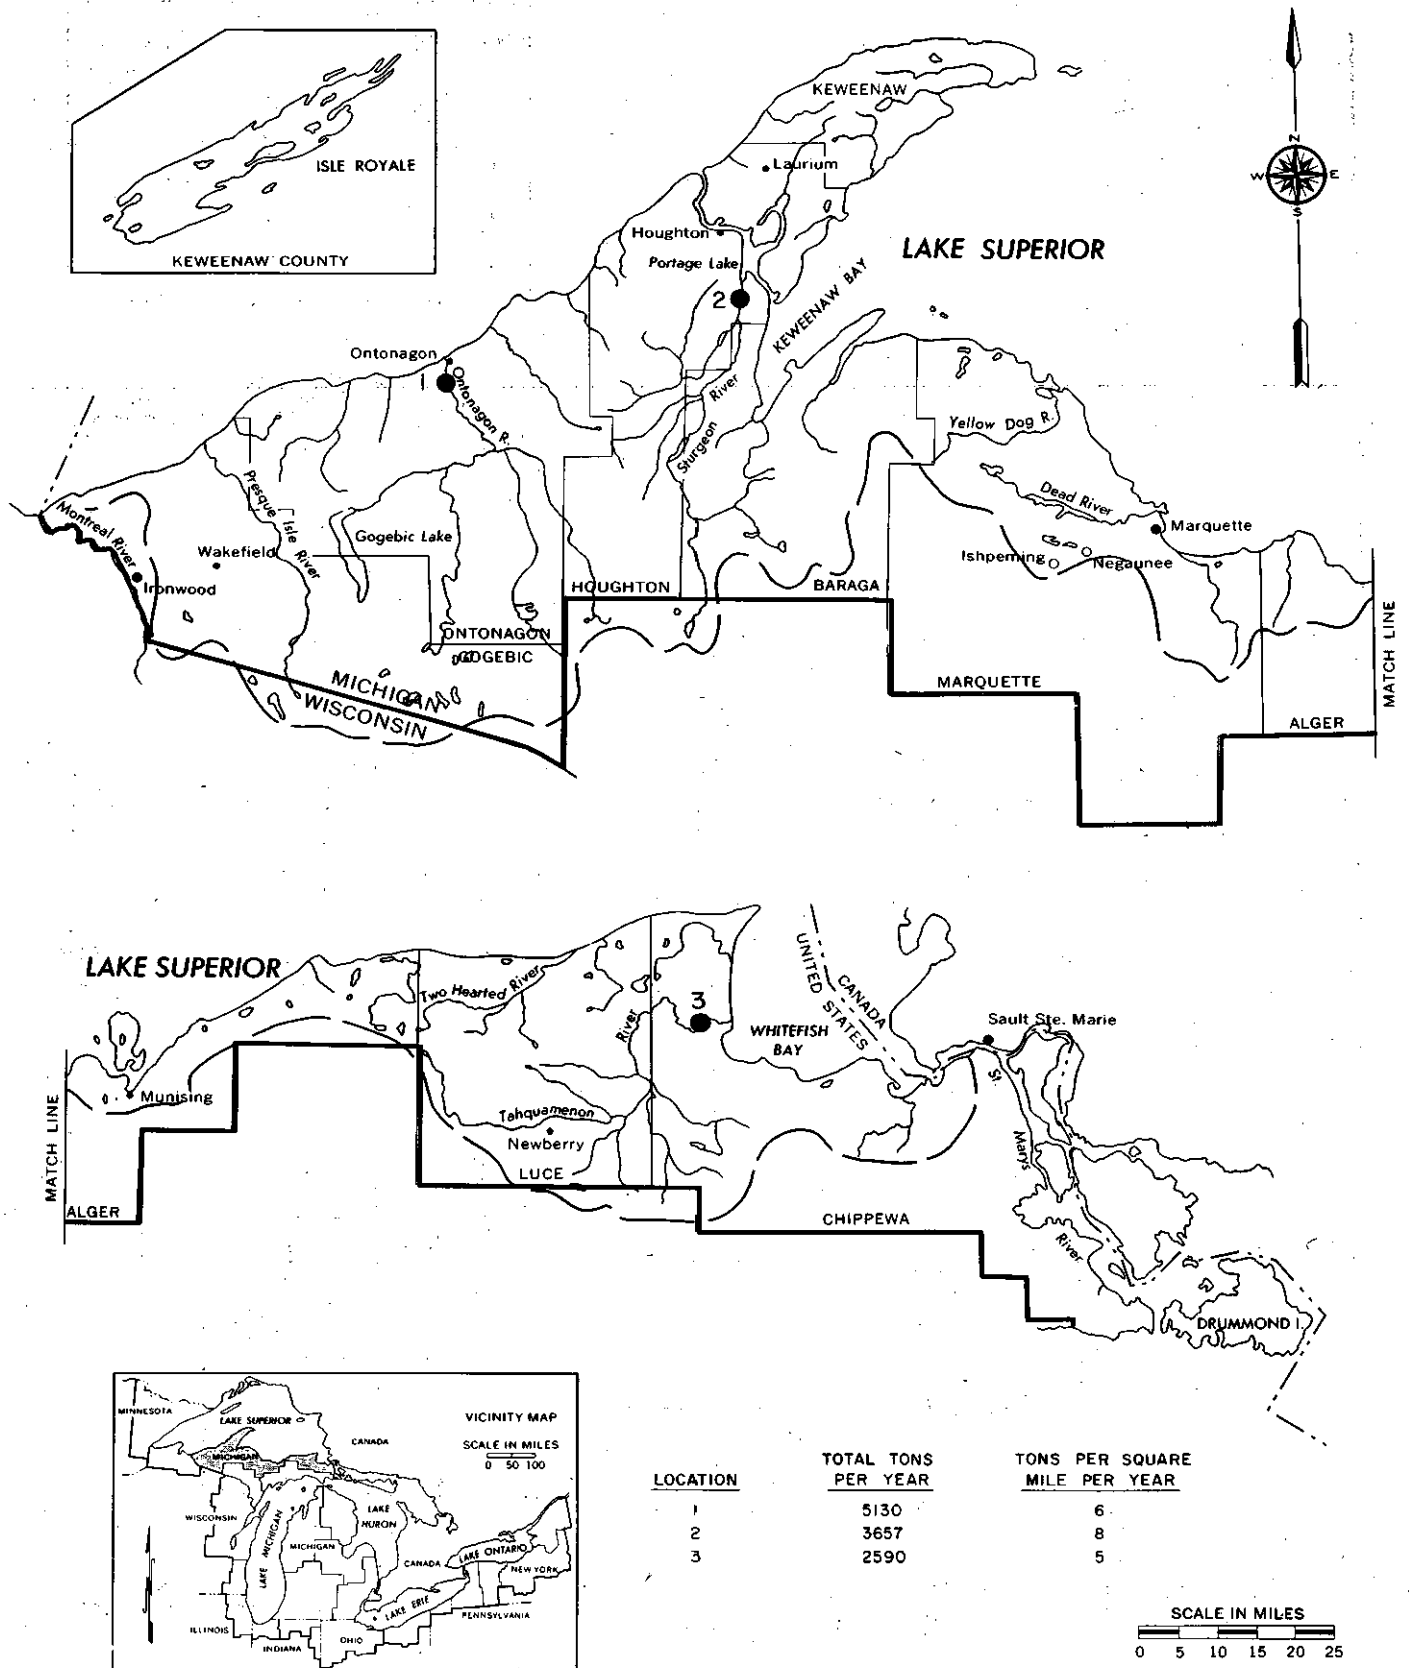 ISLE ROYALE
KEWEENAW COUNTY
KEWEENAW
Laurium
Houghton
Portage Lake
2
KEWEENAW BAY
LAKE SUPERIOR
N
W
E
S
Ontonagon
1
Ontonagon R.
Sturgeon River
Yellow Dog R.
Dead River
Marquette
Ishpeming
Negaunee
Montreal River
Presque Isle River
Gogebic Lake
Wakefield
Ironwood
HOUGHTON
BARAGA
ONTONAGON
GOGEBIC
MICHIGAN
WISCONSIN
MARQUETTE
ALGER
MATCH LINE
LAKE SUPERIOR
Two Hearted River
River
3
WHITEFISH
BAY
CANADA
UNITED STATES
Sault Ste. Marie
St. Marys River
Munising
MATCH LINE
Tahquamenon
Newberry
LUCE
ALGER
CHIPPEWA
DRUMMOND I.
MINNESOTA
LAKE SUPERIOR
CANADA
MICHIGAN
VICINITY MAP
SCALE IN MILES
0 50 100
WISCONSIN
LAKE MICHIGAN
MICHIGAN
LAKE
HURON
CANADA
LAKE ONTARIO
NEW YORK
LAKE ERIE
PENNSYLVANIA
ILLINOIS
INDIANA
OHIO
LOCATION TOTAL TONS PER YEAR TONS PER SQUARE MILE PER YEAR
1 5130 6
2 3657 8
3 2590 5
SCALE IN MILES
0 5 10 15 20 25